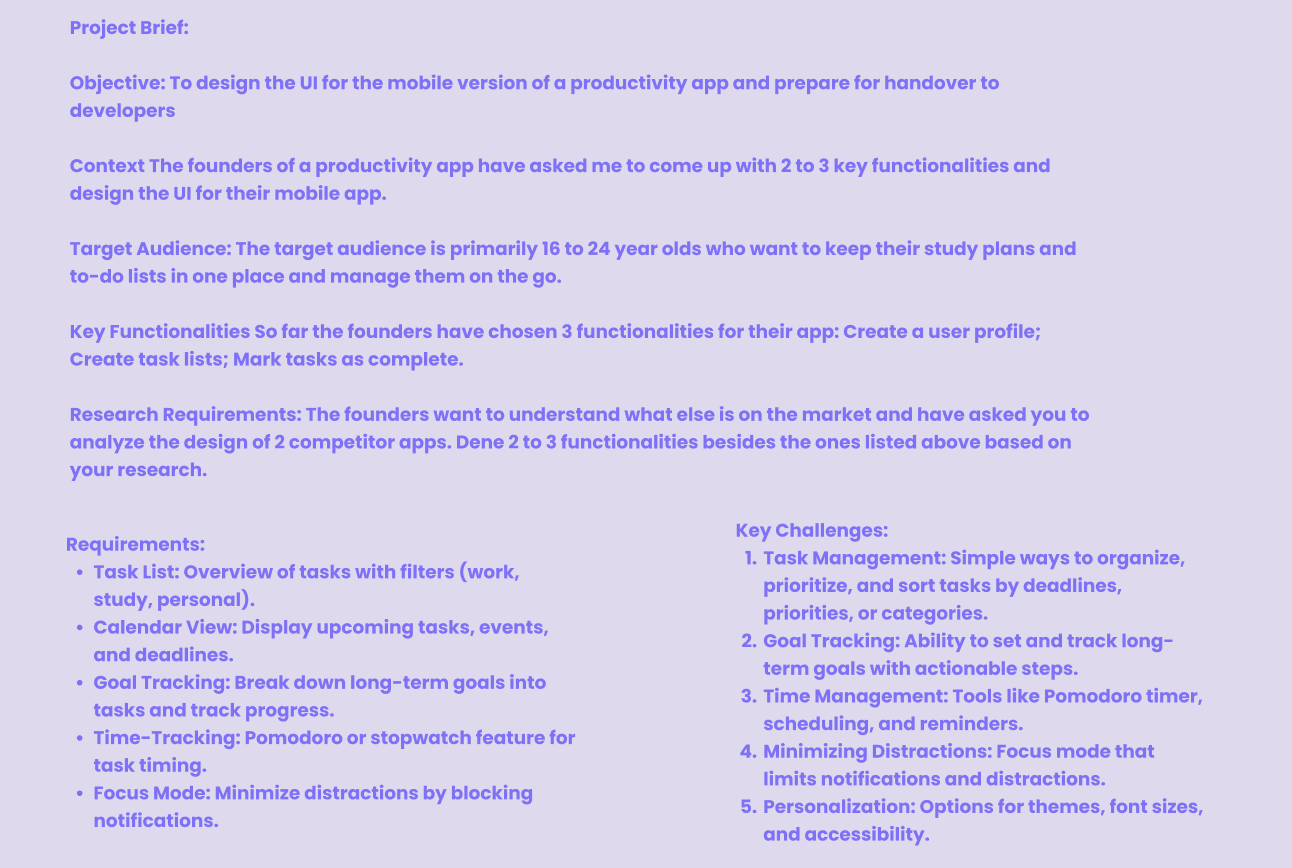 Project Brief:
Objective: To design the UI for the mobile version of a productivity app and prepare for handover to
developers
Context The founders of a productivity app have asked me to come up with 2 to 3 key functionalities and
design the UI for their mobile app.
Target Audience: The target audience is primarily 16 to 24 year olds who want to keep their study plans and
to-do lists in one place and manage them on the go.
Key Functionalities So far the founders have chosen 3 functionalities for their app: Create a user profile;
Create task lists; Mark tasks as complete.
Research Requirements: The founders want to understand what else is on the market and have asked you to
analyze the design of 2 competitor apps. Dene 2 to 3 functionalities besides the ones listed above based on
your research.
Requirements:
• Task List: Overview of tasks with filters (work,
study, personal).
• Calendar View: Display upcoming tasks, events,
and deadlines.
• Goal Tracking: Break down long-term goals into
tasks and track progress.
• Time-Tracking: Pomodoro or stopwatch feature for
task timing.
• Focus Mode: Minimize distractions by blocking
notifications.
Key Challenges:
1. Task Management: Simple ways to organize,
prioritize, and sort tasks by deadlines,
priorities, or categories.
2. Goal Tracking: Ability to set and track long-
term goals with actionable steps.
3. Time Management: Tools like Pomodoro timer,
scheduling, and reminders.
4. Minimizing Distractions: Focus mode that
limits notifications and distractions.
5. Personalization: Options for themes, font sizes,
and accessibility.